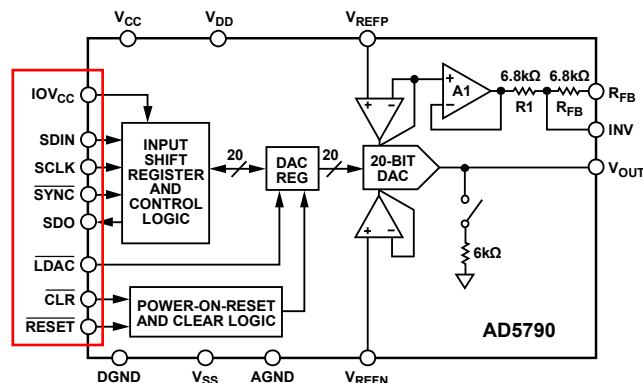 VCC
VDD
VREFP
IOVCC
SDIN
SCLK
SYNC
SDO
LDAC
CLR
RESET
INPUT
SHIFT
REGISTER
AND
CONTROL
LOGIC
20
DAC
REG
20
20-BIT
DAC
A1
6.8kΩ
R1
6.8kΩ
RFB
RFB
INV
VOUT
6kΩ
POWER-ON-RESET
AND CLEAR LOGIC
AD5790
DGND
VSS
AGND
VREFN
+
–
+
–
+
–